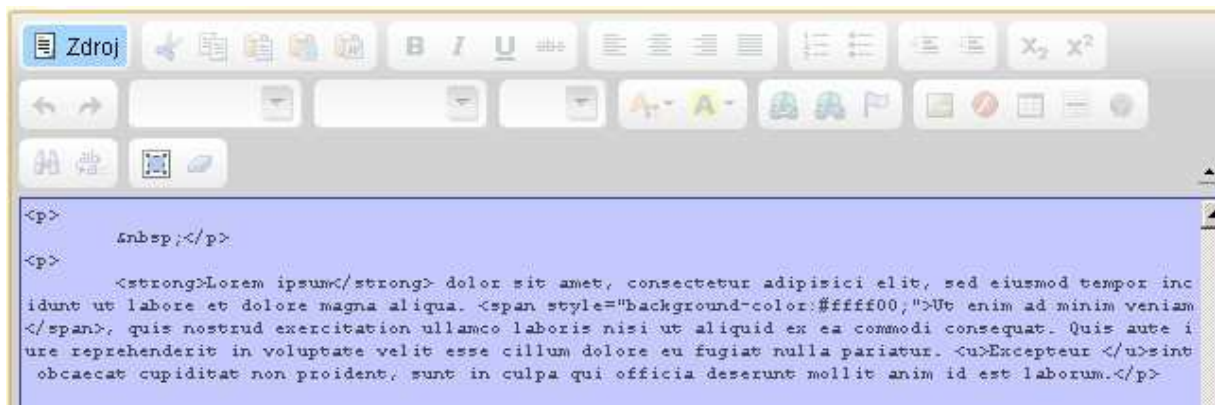 Zdroj
B I U abc
X₂ X²
A A
<p>
&nbsp;</p>
<p>
<strong>Lorem ipsum</strong> dolor sit amet, consectetur adipisici elit, sed eiusmod tempor inc
idunt ut labore et dolore magna aliqua. <span style="background-color:#ffff00;">Ut enim ad minim veniam
</span>, quis nostrud exercitation ullamco laboris nisi ut aliquid ex ea commodi consequat. Quis aute i
ure reprehenderit in voluptate velit esse cillum dolore eu fugiat nulla pariatur. <u>Excepteur </u>sint
obcaecat cupiditat non proident, sunt in culpa qui officia deserunt mollit anim id est laborum.</p>